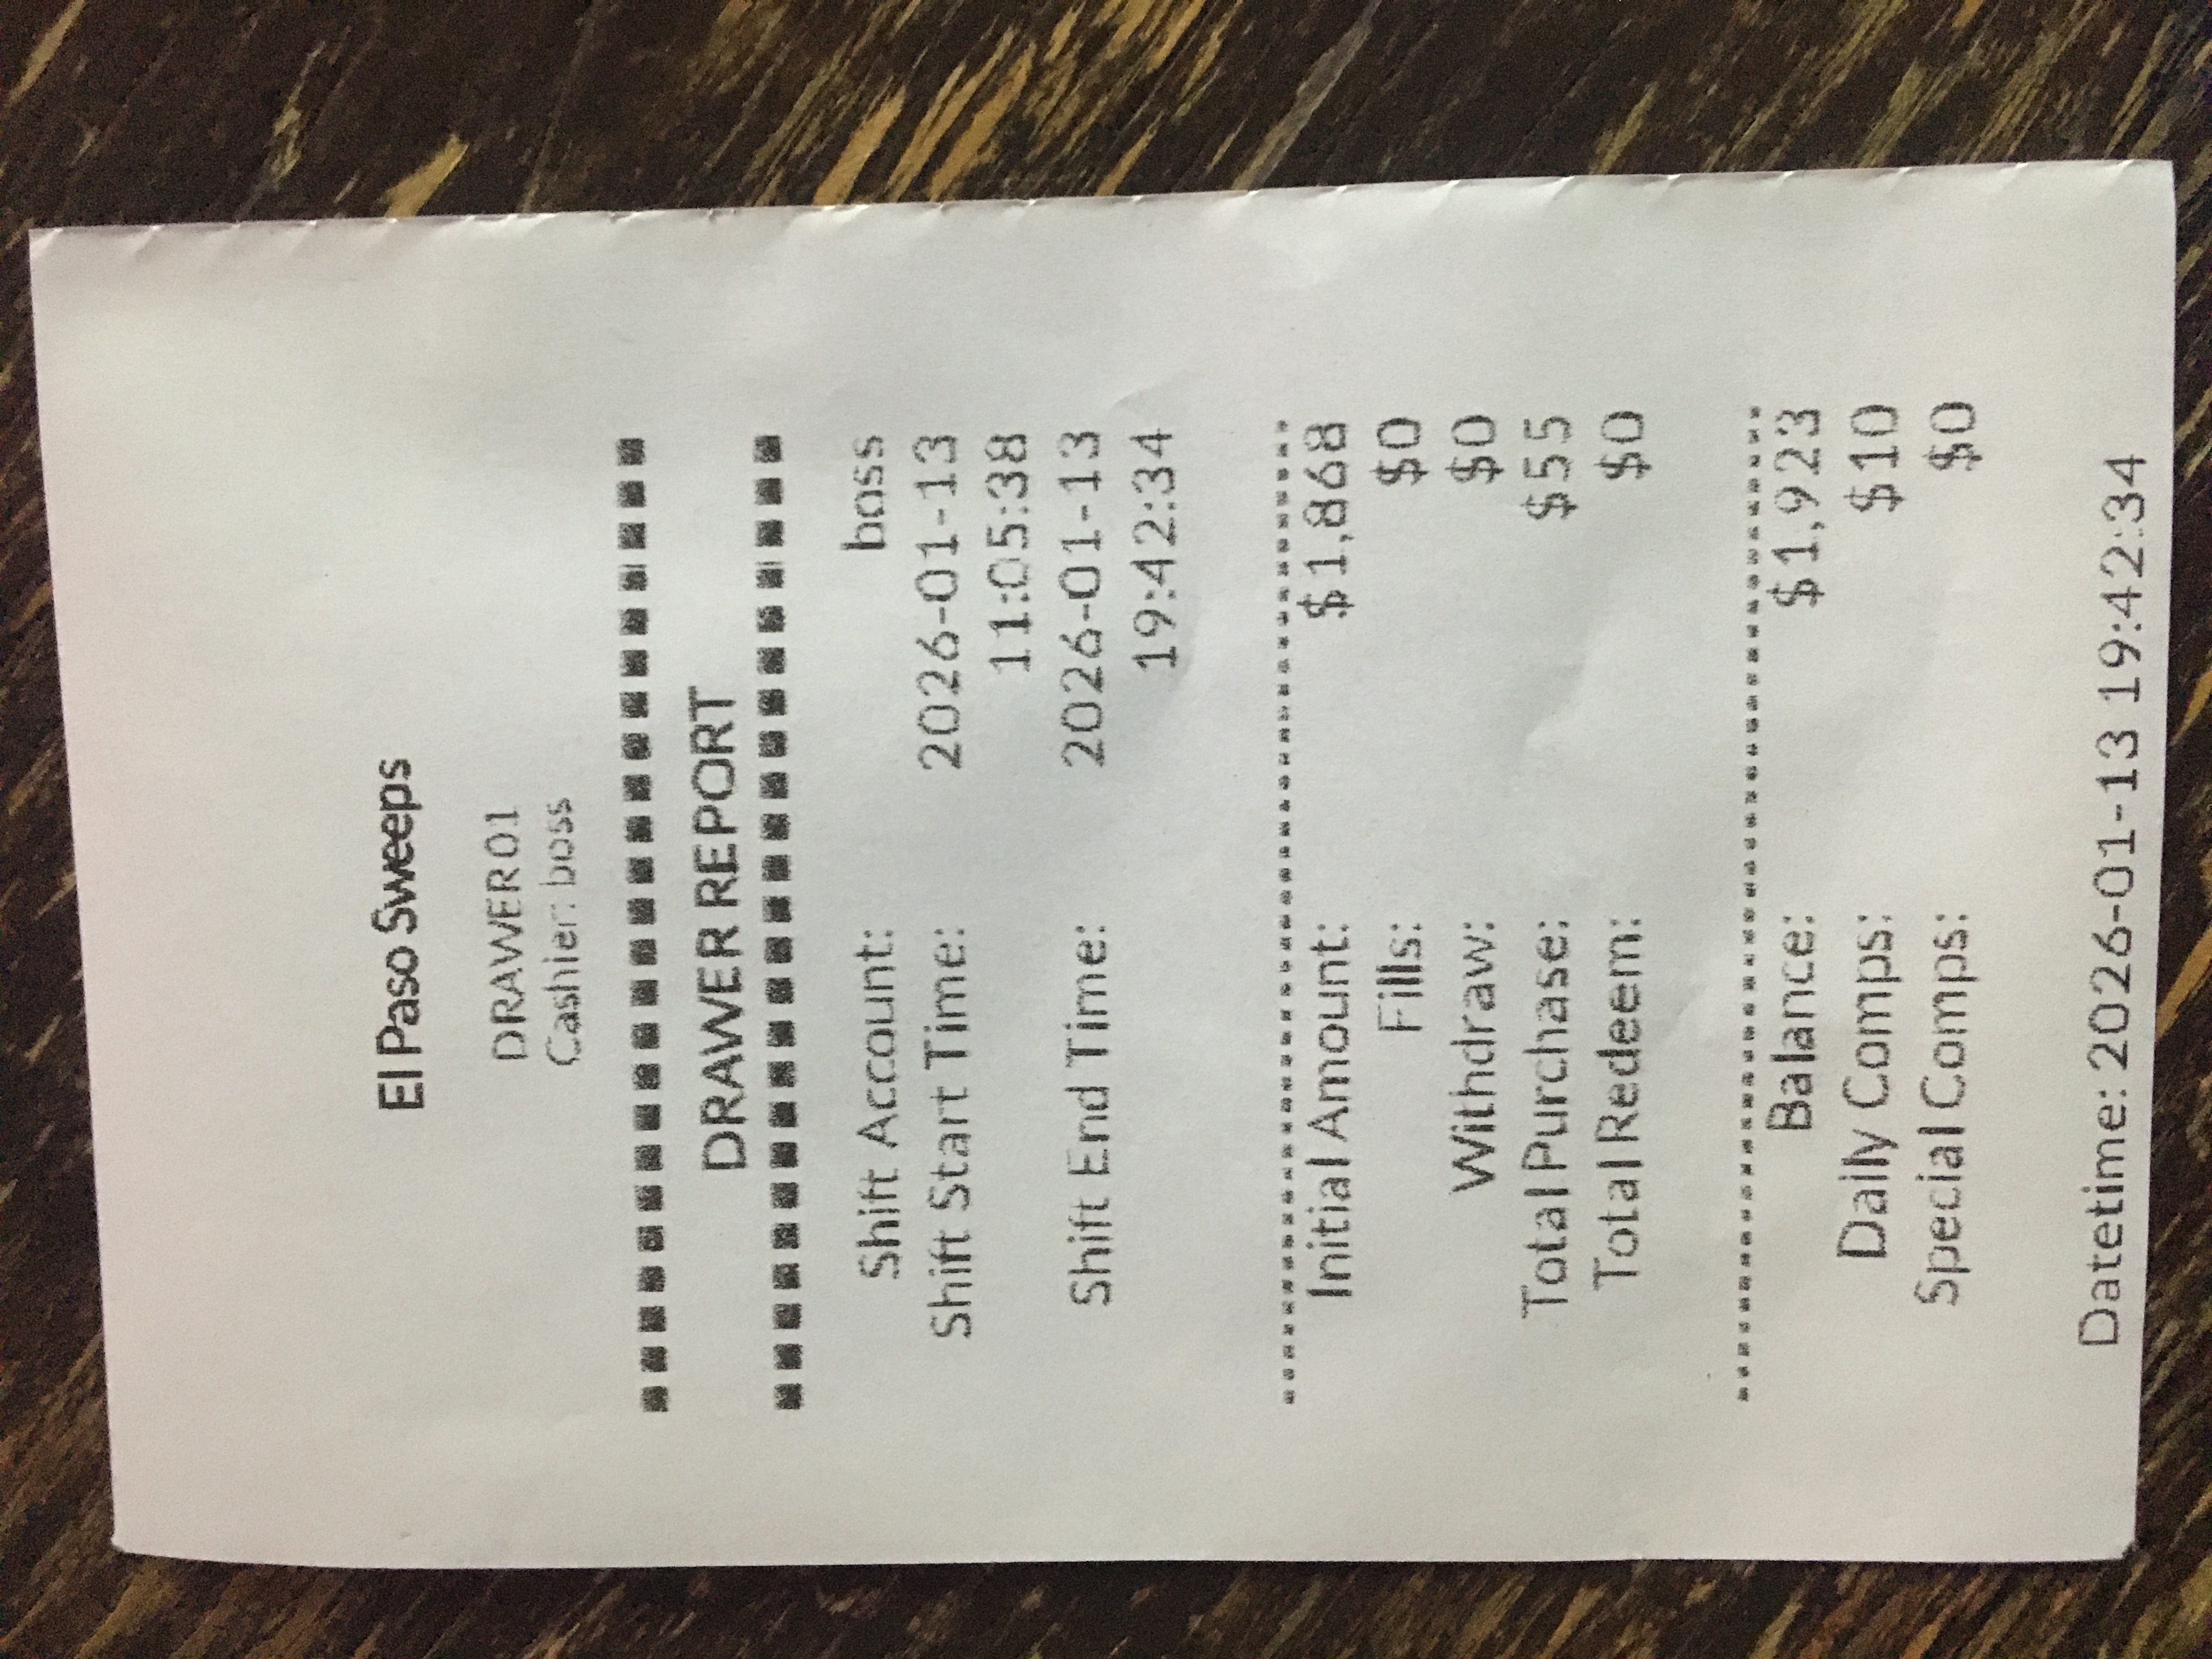 El Paso Sweeps
DRAWER01
Cashier: boss
DRAWER REPORT
Shift Account: boss
Shift Start Time: 2026-01-13
11:05:38
Shift End Time: 2026-01-13
19:42:34
Initial Amount: $1,868
Fills: $0
Withdraw: $0
Total Purchase: $55
Total Redeem: $0
Balance: $1,923
Daily Comps: $10
Special Comps: $0
Datetime: 2026-01-13 19:42:34